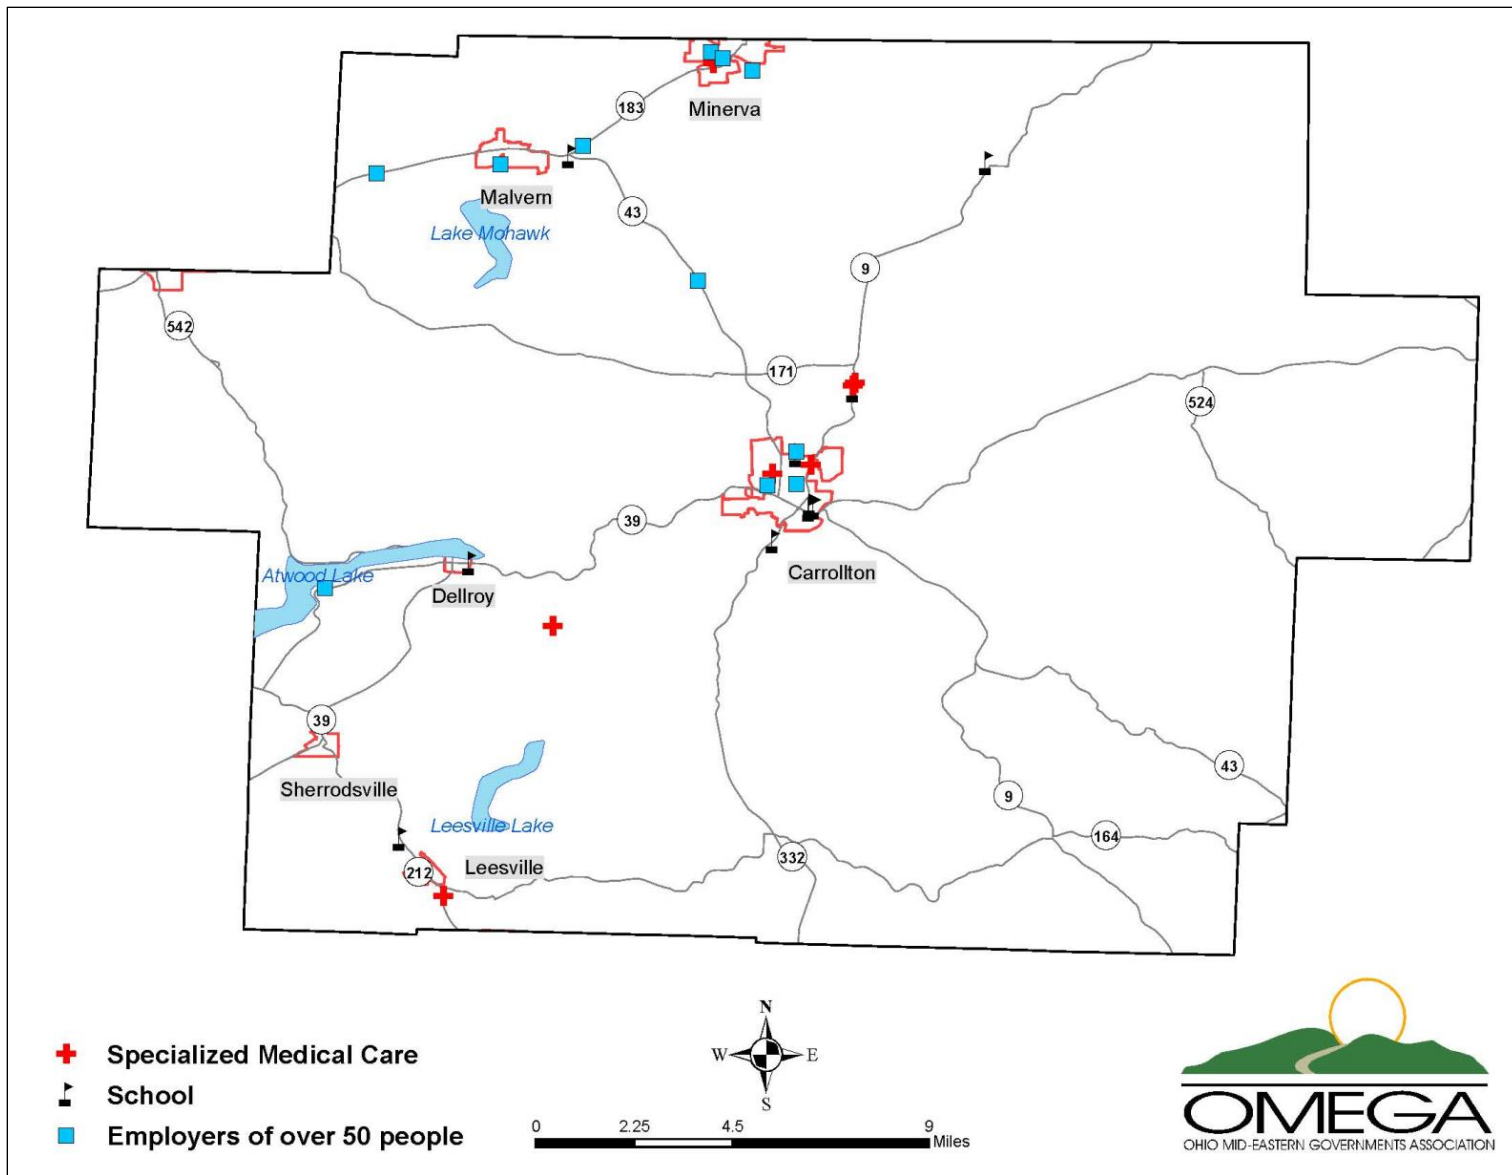 183
Minerva
Malvern
43
Lake Mohawk
9
542
171
524
39
Atwood Lake
Dellroy
Carrollton
39
Sherrodsville
43
9
Leesville Lake
164
332
Leesville
212
Specialized Medical Care
School
Employers of over 50 people
N
W E
S
0 2.25 4.5 9
Miles
OMEGA
OHIO MID-EASTERN GOVERNMENTS ASSOCIATION